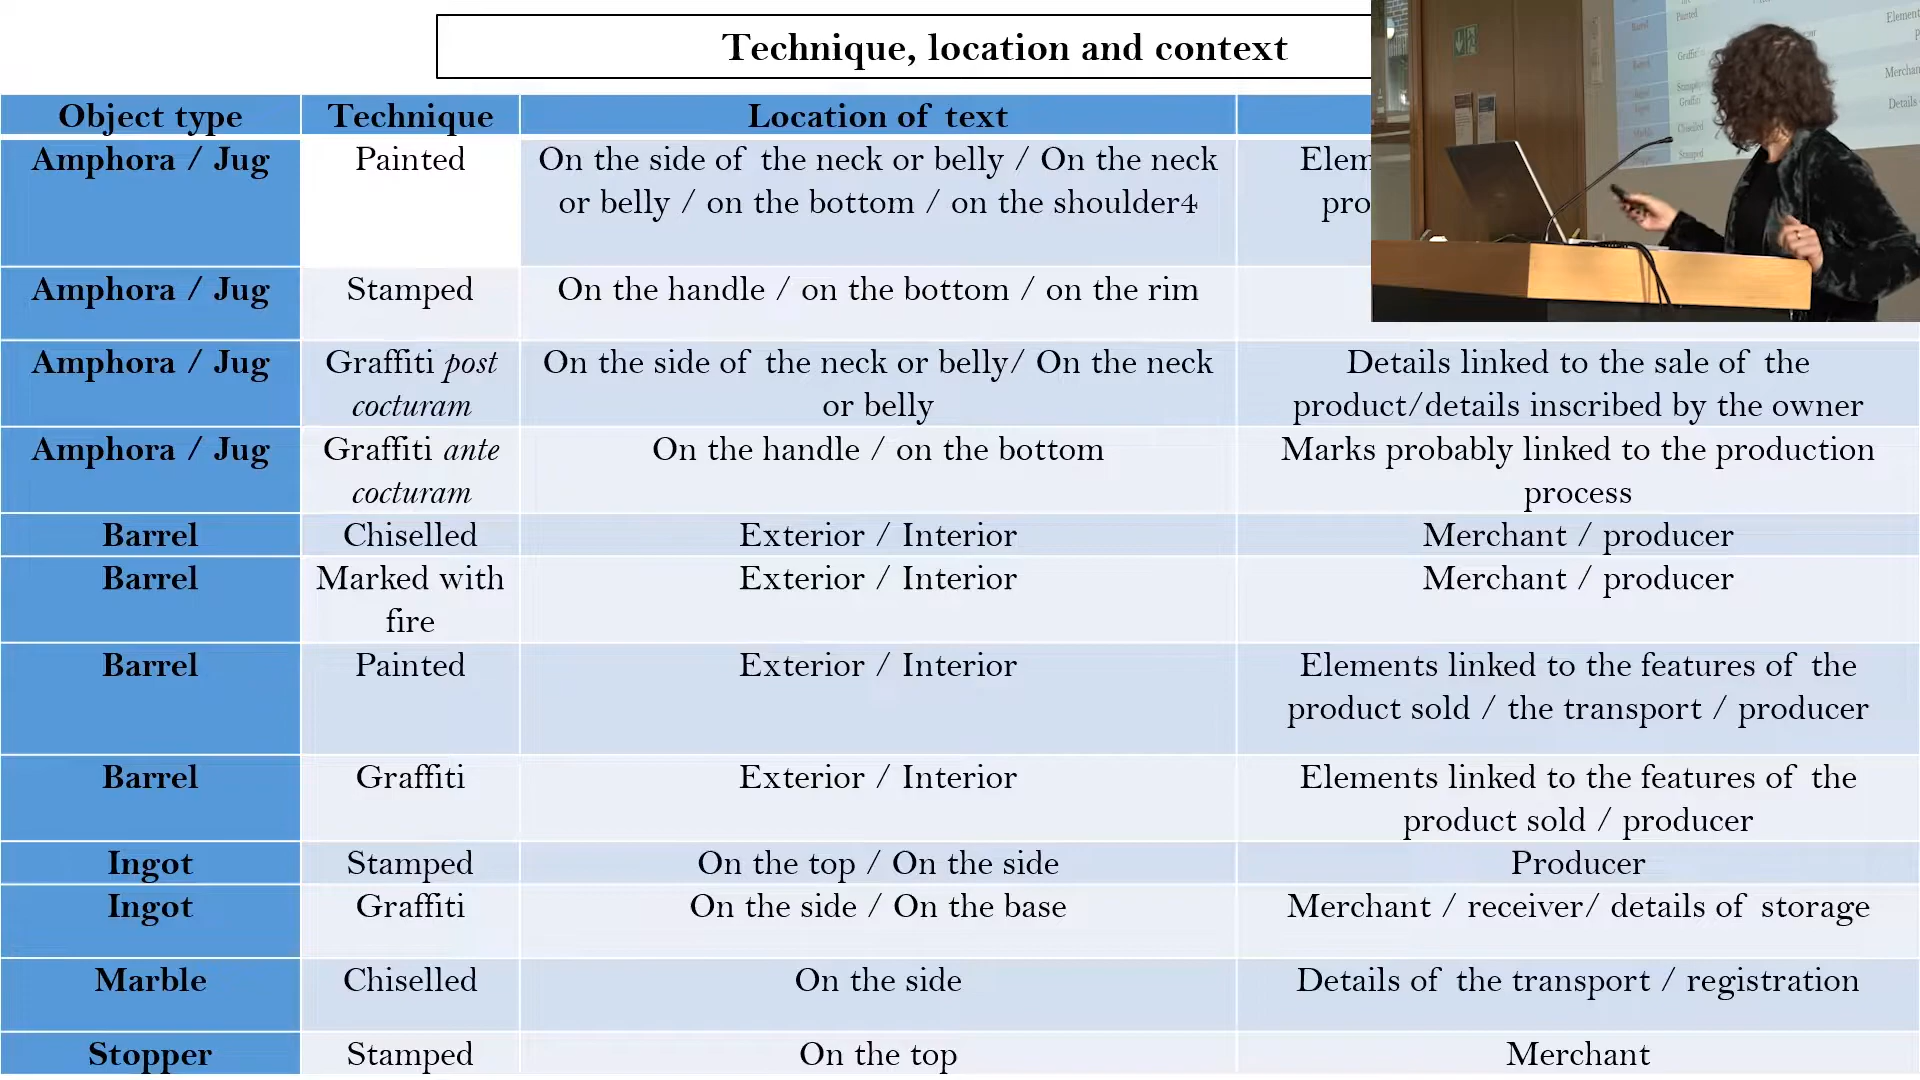 Technique, location and context
Object type Technique Location of text
Amphora / Jug Painted On the side of the neck or belly / On the neck
or belly / on the bottom / on the shoulder4
Amphora / Jug Stamped On the handle / on the bottom / on the rim
Amphora / Jug Graffiti post On the side of the neck or belly/ On the neck Details linked to the sale of the
cocturam or belly product/details inscribed by the owner
Amphora / Jug Graffiti ante On the handle / on the bottom Marks probably linked to the production
cocturam process
Barrel Chiselled Exterior / Interior Merchant / producer
Barrel Marked with Exterior / Interior Merchant / producer
fire
Barrel Painted Exterior / Interior Elements linked to the features of the
product sold / the transport / producer
Barrel Graffiti Exterior / Interior Elements linked to the features of the
product sold / producer
Ingot Stamped On the top / On the side Producer
Ingot Graffiti On the side / On the base Merchant / receiver/ details of storage
Marble Chiselled On the side Details of the transport / registration
Stopper Stamped On the top Merchant